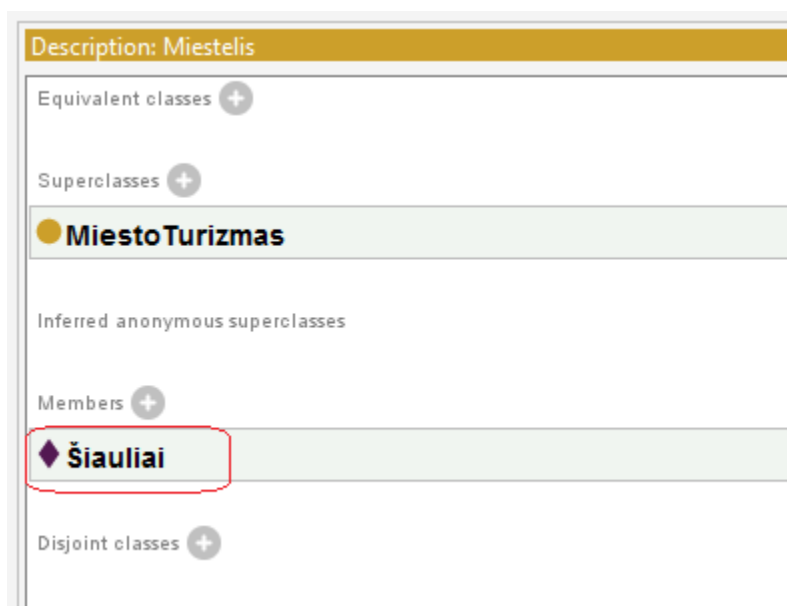 Description: Miestelis
Equivalent classes
Superclasses
MiestoTurizmas
Inferred anonymous superclasses
Members
Šiauliai
Disjoint classes